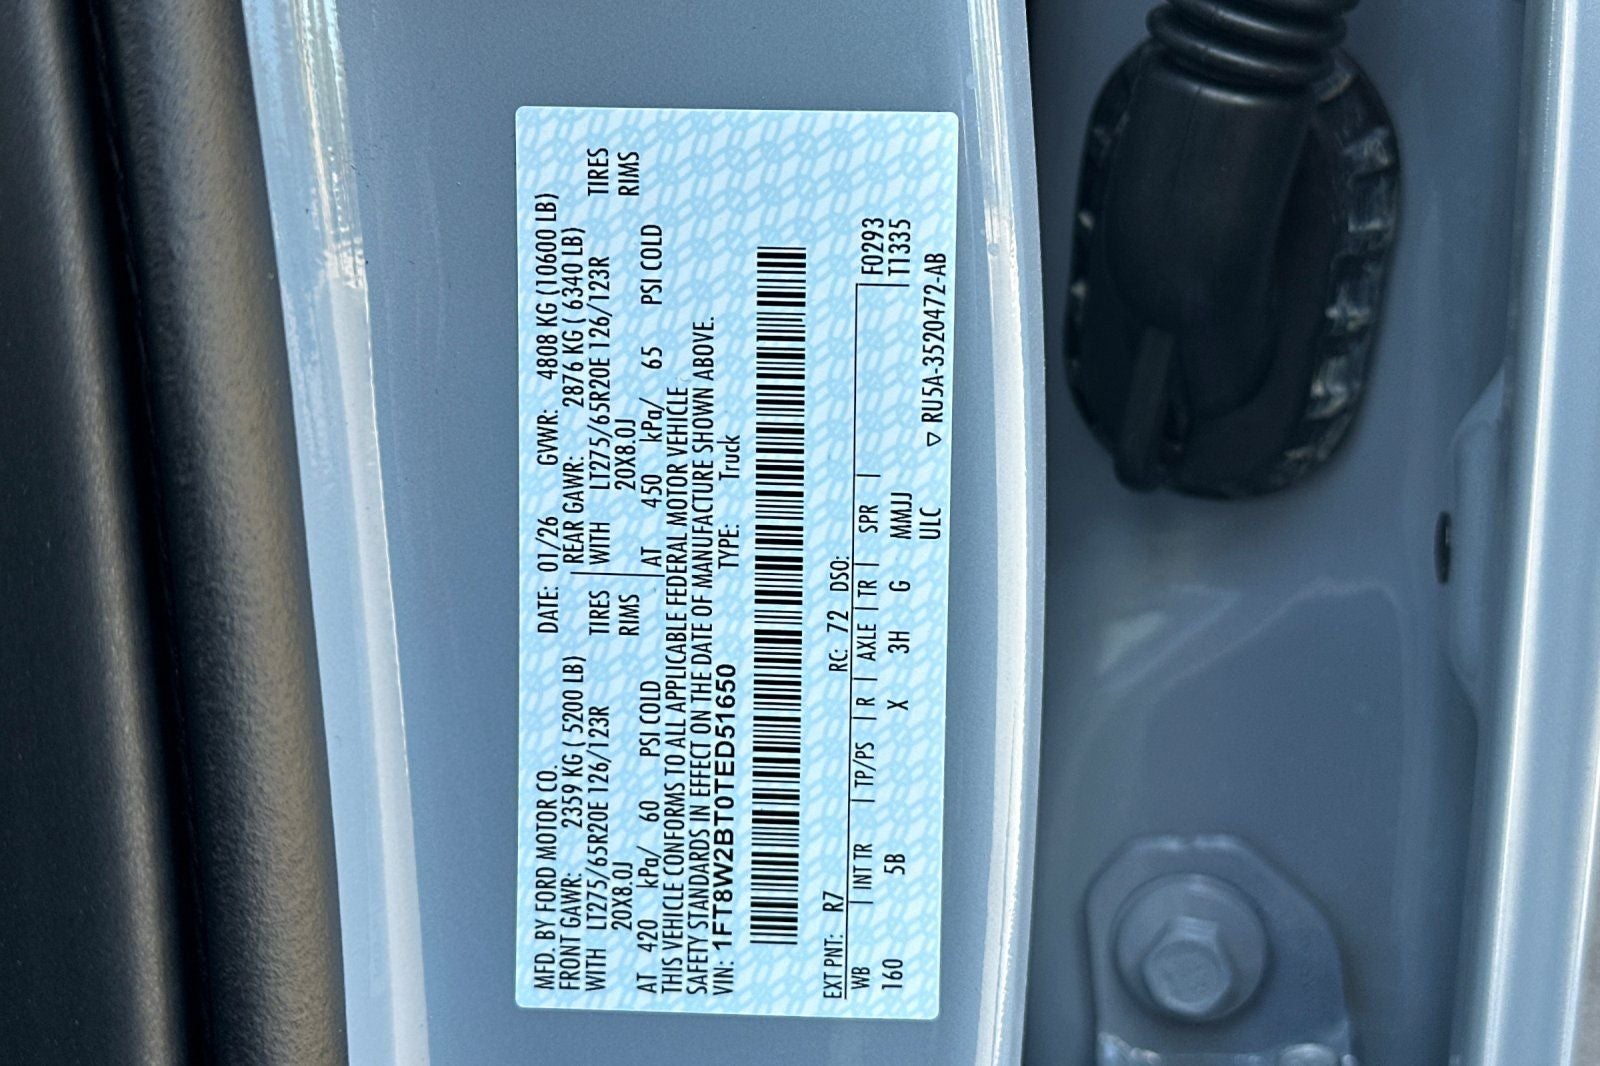 MFD. BY FORD MOTOR CO. DATE: 01/26 GVWR: 4808 KG (10600 LB)
FRONT GAWR: 2359 KG ( 5200 LB) REAR GAWR: 2876 KG ( 6340 LB)
WITH LT275/65R20E 126/123R TIRES WITH LT275/65R20E 126/123R TIRES
20X8.0J RIMS 20X8.0J RIMS
AT 420 kPa/ 60 PSI COLD AT 450 kPa/ 65 PSI COLD
THIS VEHICLE CONFORMS TO ALL APPLICABLE FEDERAL MOTOR VEHICLE
SAFETY STANDARDS IN EFFECT ON THE DATE OF MANUFACTURE SHOWN ABOVE.
VIN: 1FT8W2BT0TED51650 TYPE: Truck
EXT PNT: R7 RC: 72 DSO:
WB INT TR TP/PS R AXLE TR SPR F0293
160 5B X 3H G MMJJ T1335
ULC ▽ RU5A-3520472-AB